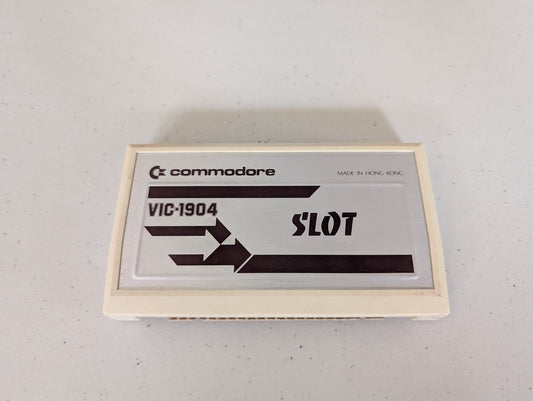 commodore
MADE IN HONG KONG
VIC-1904
SLOT